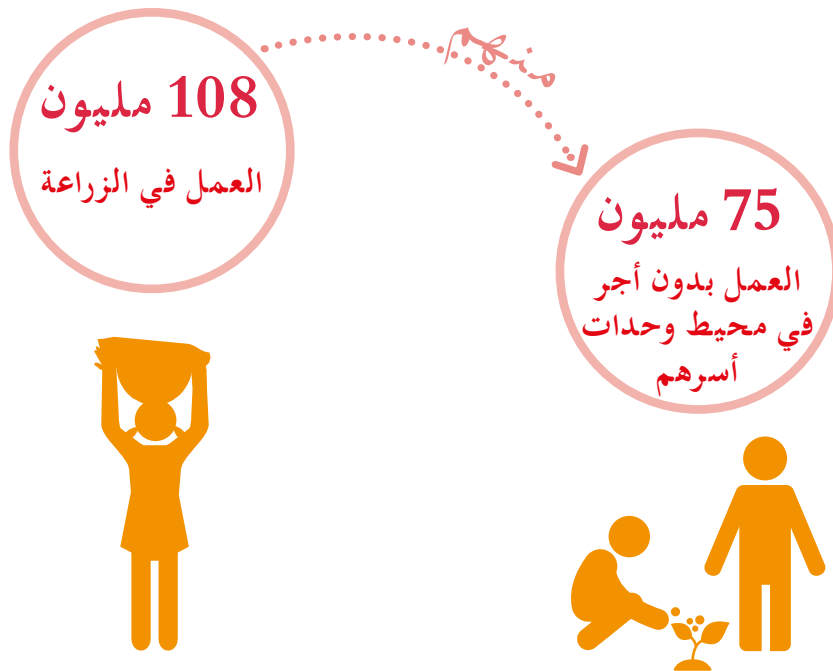 108 مليون
العمل في الزراعة
منهم
75 مليون
العمل بدون أجر
في محيط وحدات
أسرهم